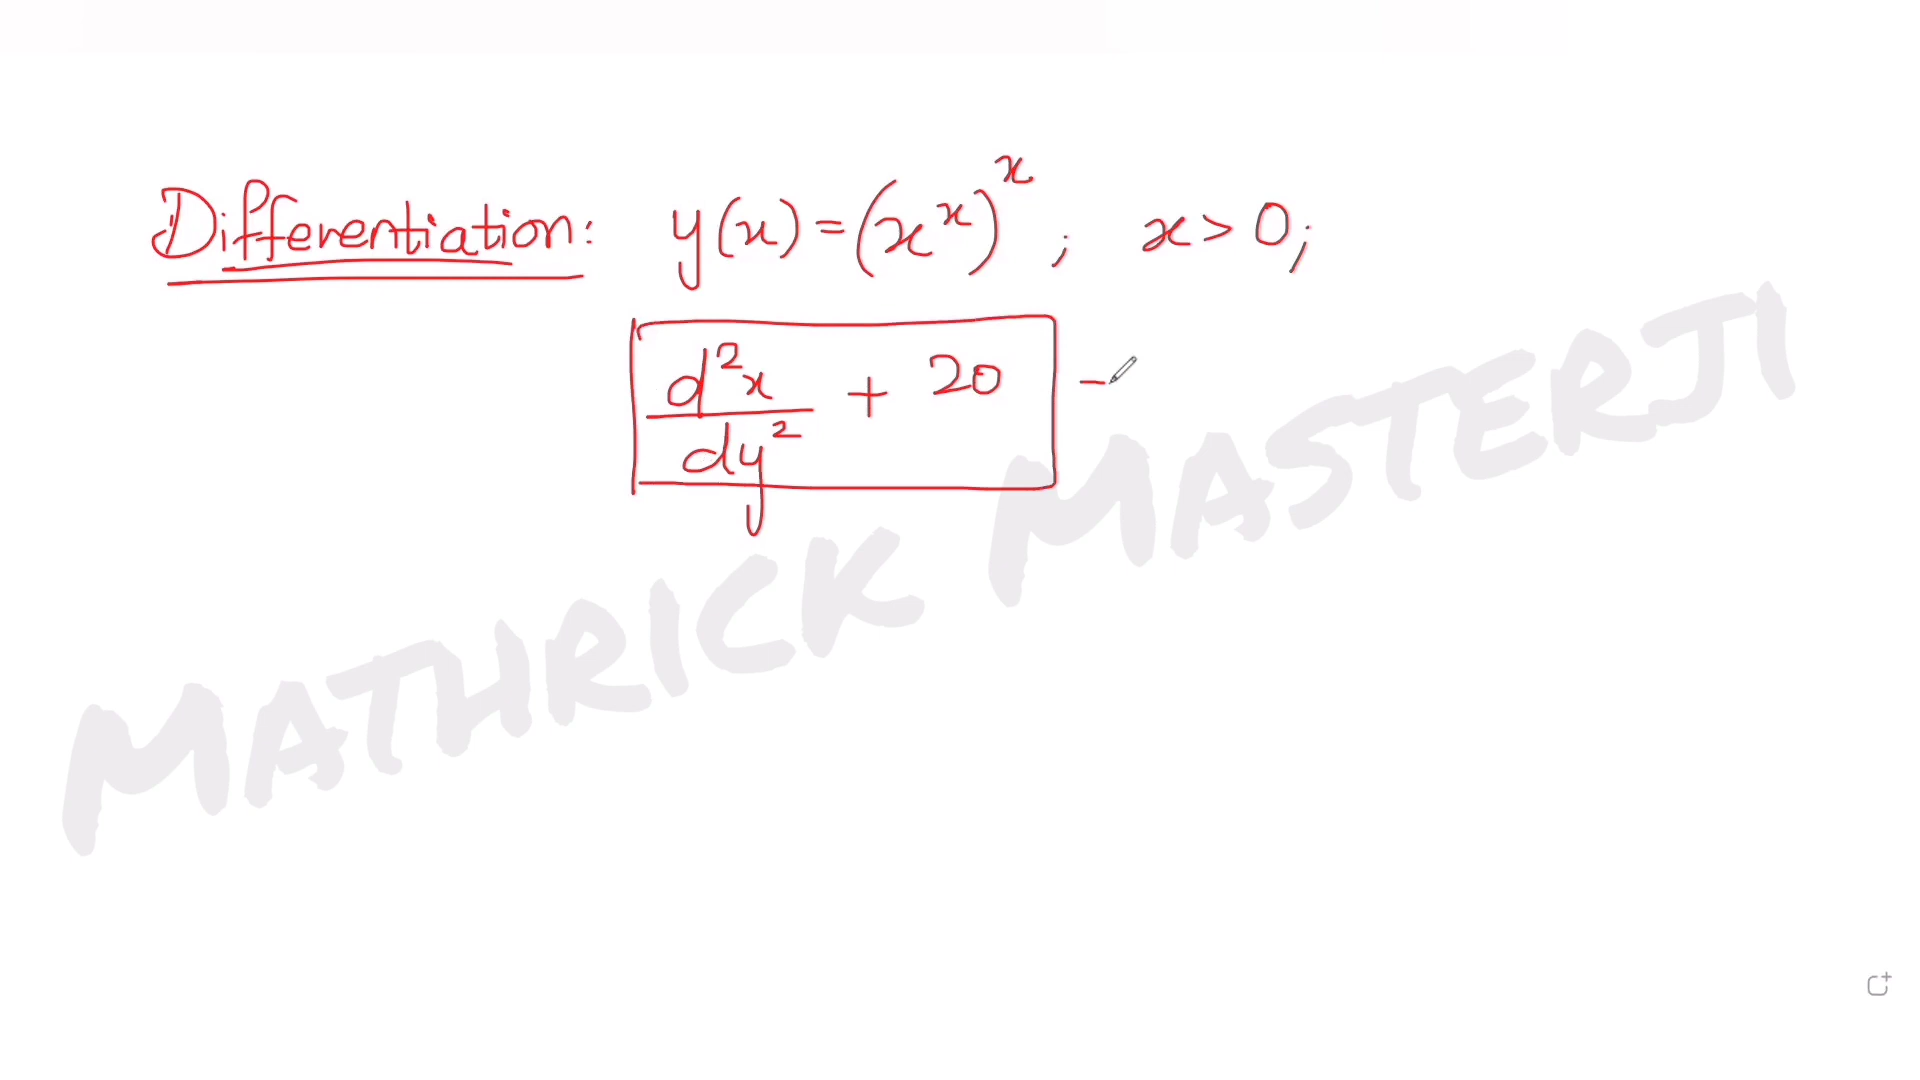 Differentiation: y(x) = (x^x)^x ; x > 0;
d²x/dy² + 20 -
MATHRICK MASTERJI